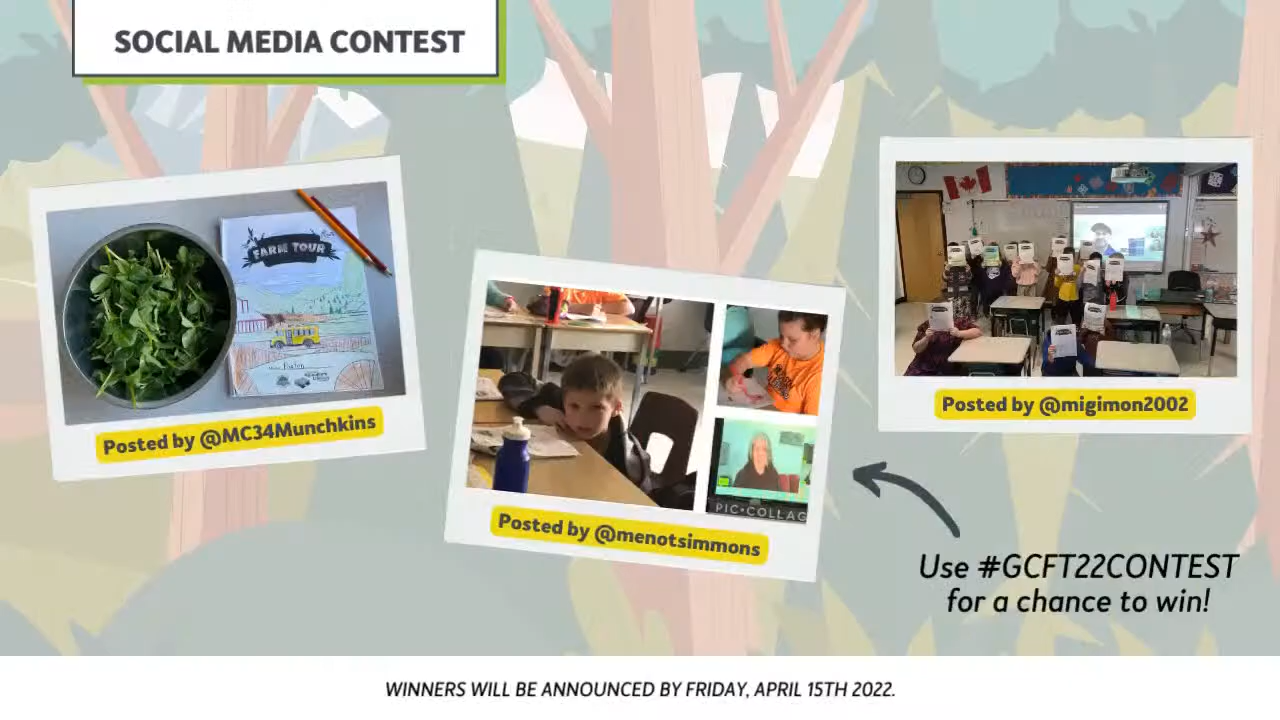 SOCIAL MEDIA CONTEST
FARM TOUR
Posted by @MC34Munchkins
PIC•COLLAG
Posted by @menotsimmons
Posted by @migimon2002
Use #GCFT22CONTEST
for a chance to win!
WINNERS WILL BE ANNOUNCED BY FRIDAY, APRIL 15TH 2022.